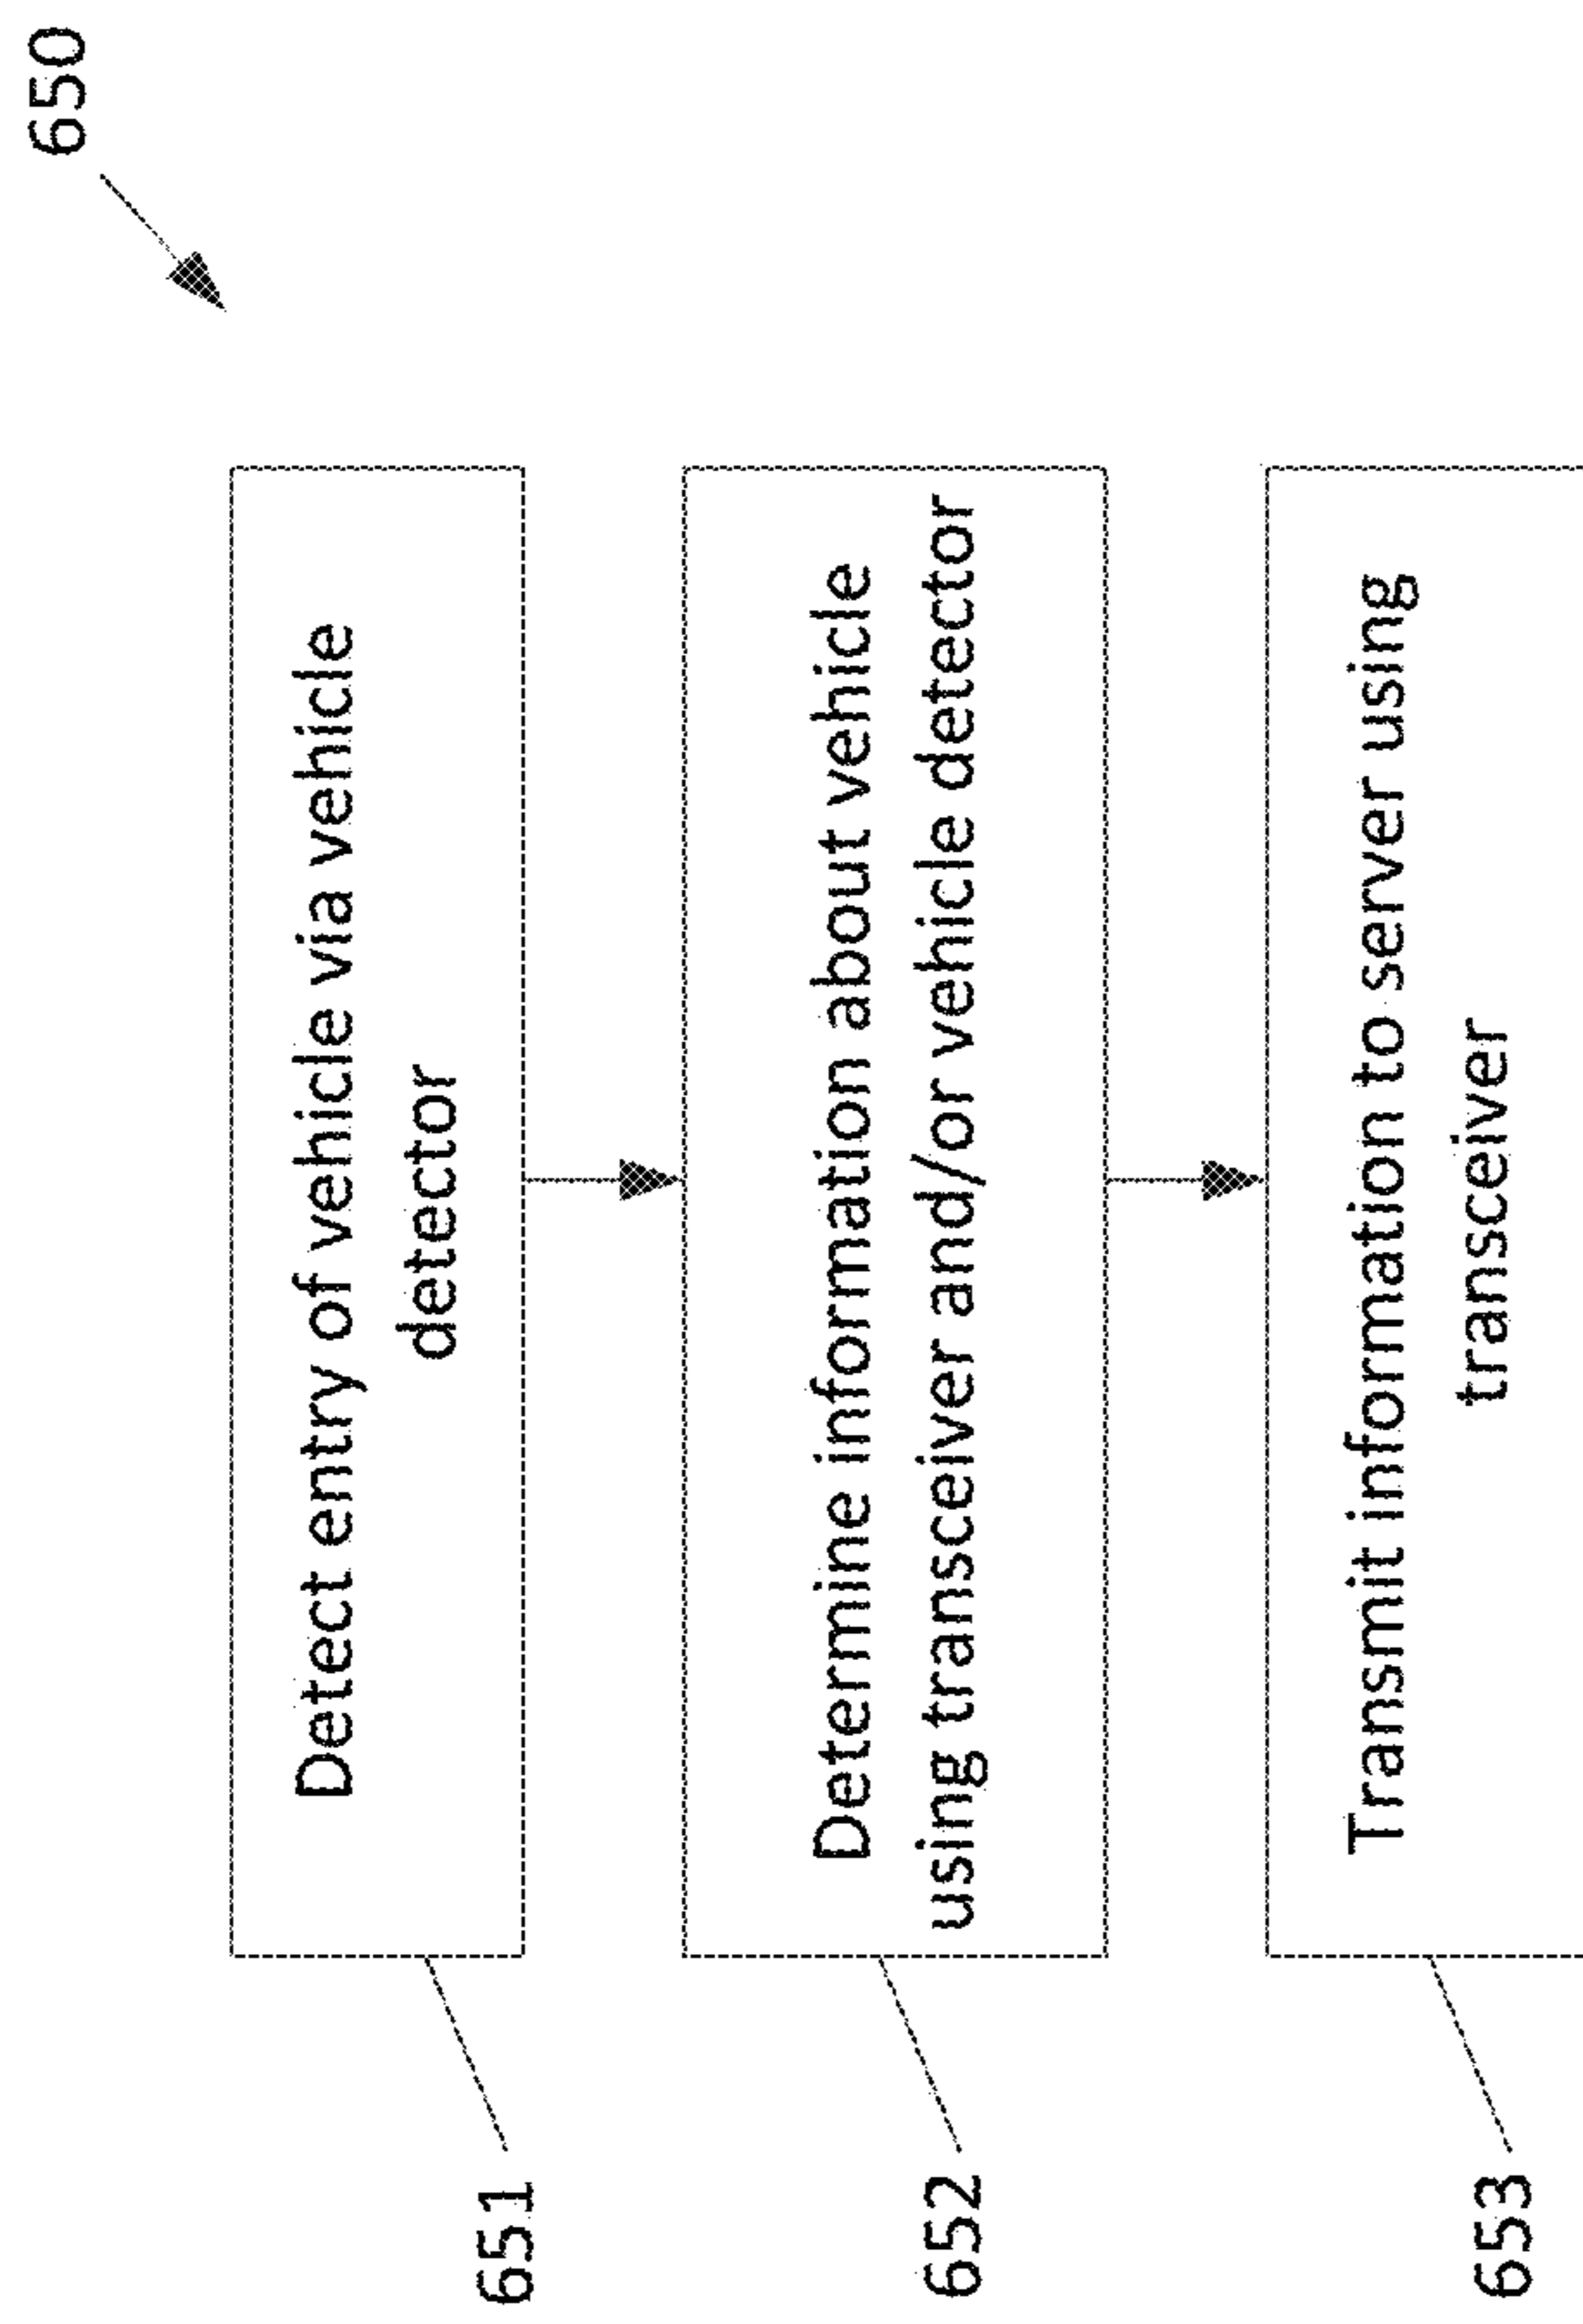 650
651
Detect entry of vehicle via vehicle
detector
652
Determine information about vehicle
using transceiver and/or vehicle detector
653
Transmit information to server using
transceiver